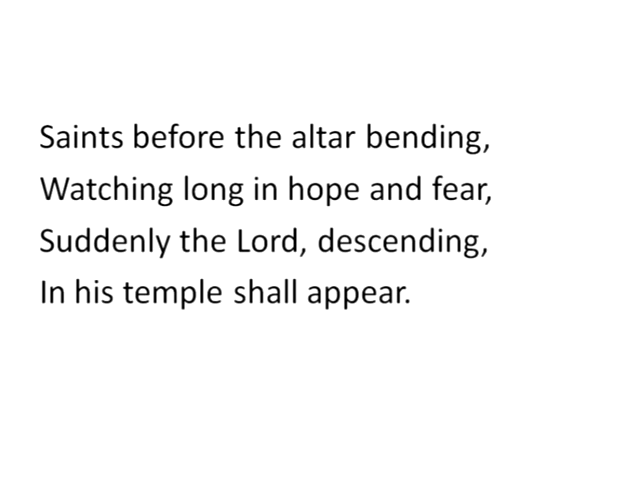 Saints before the altar bending,
Watching long in hope and fear,
Suddenly the Lord, descending,
In his temple shall appear.